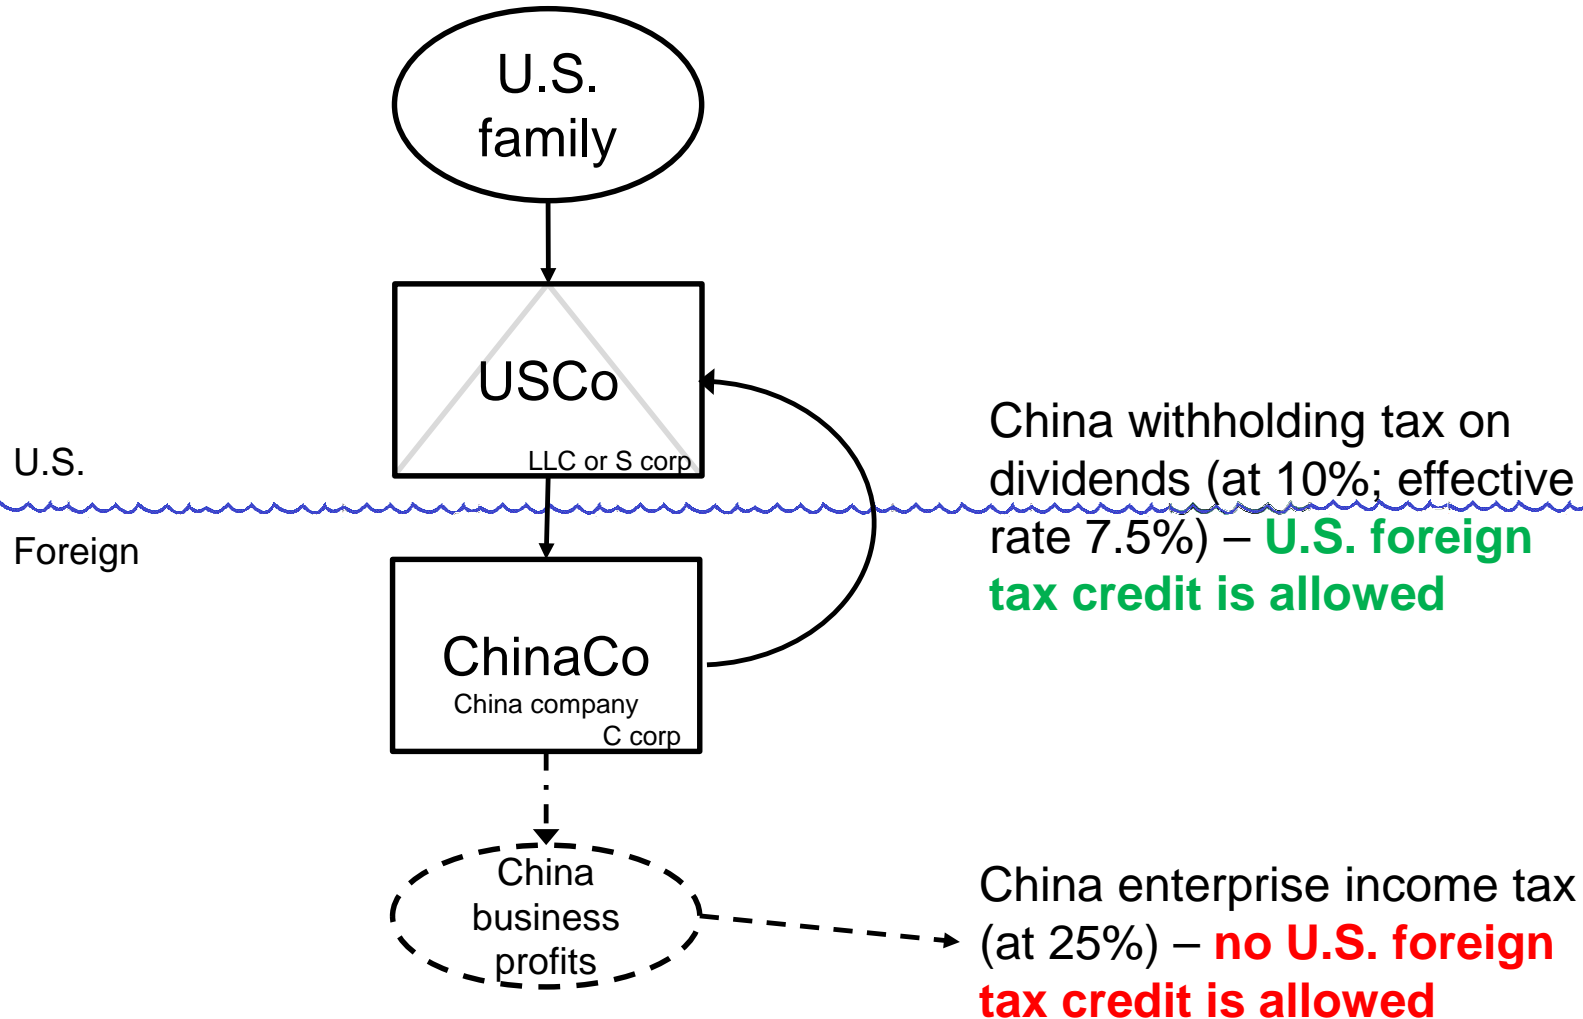 U.S.
family
USCo
LLC or S corp
U.S.
Foreign
China withholding tax on
dividends (at 10%; effective
rate 7.5%) – U.S. foreign
tax credit is allowed
ChinaCo
China company
C corp
China
business
profits
China enterprise income tax
(at 25%) – no U.S. foreign
tax credit is allowed